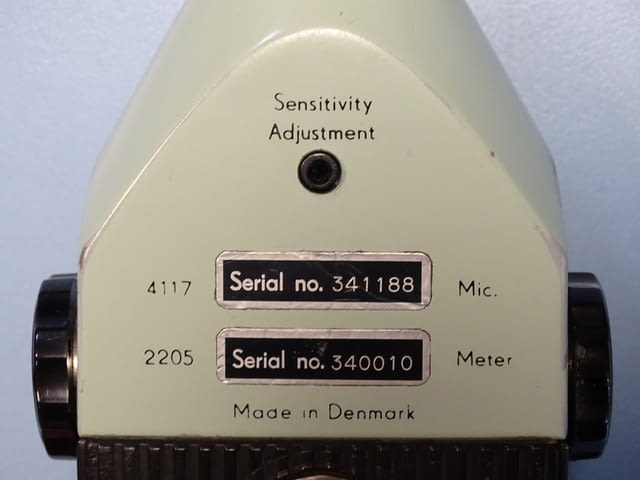 Sensitivity
Adjustment
4117 Serial no. 341188 Mic.
2205 Serial no. 340010 Meter
Made in Denmark